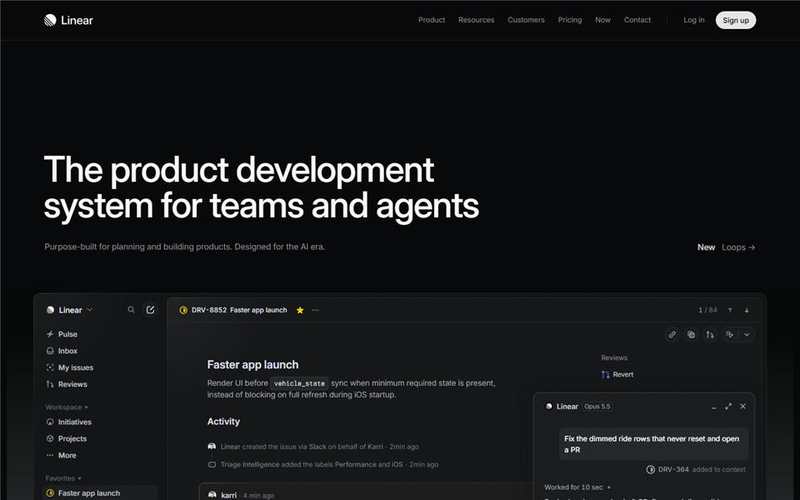 Linear
Product
Resources
Customers
Pricing
Now
Contact
Log in
Sign up
The product development
system for teams and agents
Purpose-built for planning and building products. Designed for the AI era.
New Loops →
Linear
Pulse
Inbox
My issues
Reviews
Workspace
Initiatives
Projects
More
Favorites
Faster app launch
DRV-8852 Faster app launch
1 / 84
Faster app launch
Render UI before vehicle_state sync when minimum required state is present,
instead of blocking on full refresh during iOS startup.
Activity
Linear created the issue via Slack on behalf of Karri · 2min ago
Triage Intelligence added the labels Performance and iOS · 2min ago
karri · 4 min ago
Reviews
Revert
Linear Opus 5.5
Fix the dimmed ride rows that never reset and open
a PR
DRV-364 added to context
Worked for 10 sec